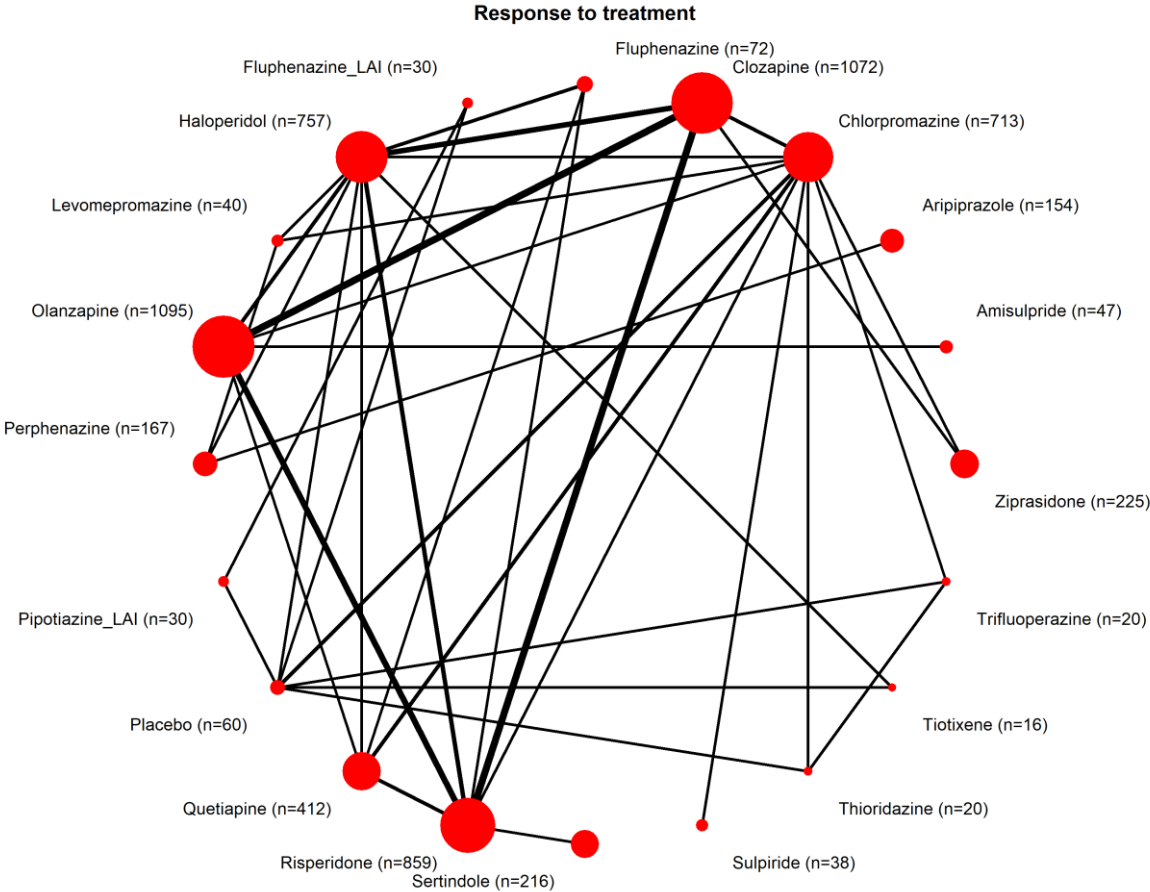 Response to treatment
Fluphenazine (n=72)
Fluphenazine_LAI (n=30)
Clozapine (n=1072)
Haloperidol (n=757)
Chlorpromazine (n=713)
Levomepromazine (n=40)
Aripiprazole (n=154)
Olanzapine (n=1095)
Amisulpride (n=47)
Perphenazine (n=167)
Ziprasidone (n=225)
Pipotiazine_LAI (n=30)
Trifluoperazine (n=20)
Placebo (n=60)
Tiotixene (n=16)
Quetiapine (n=412)
Thioridazine (n=20)
Risperidone (n=859)
Sulpiride (n=38)
Sertindole (n=216)